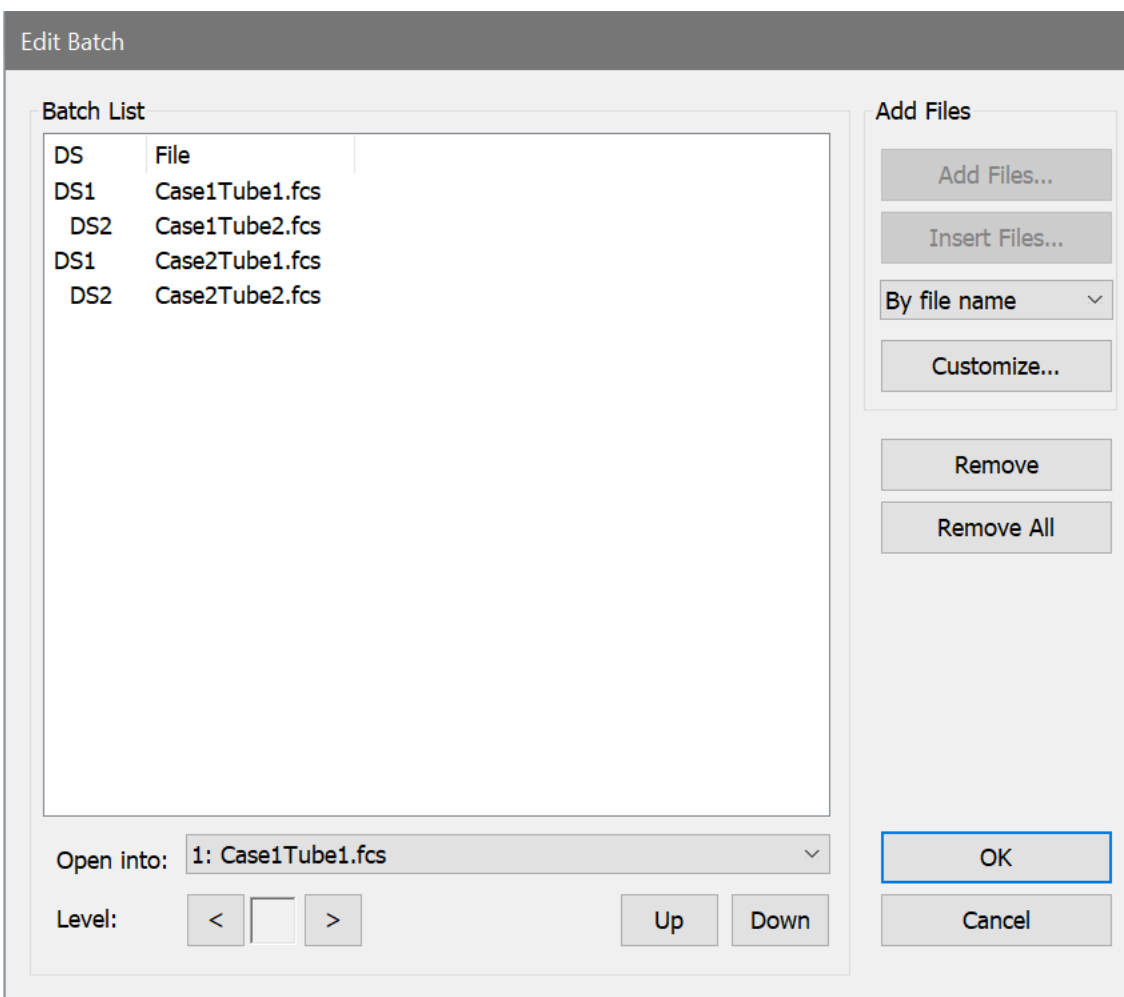 Edit Batch
Batch List
DS File
DS1 Case1Tube1.fcs
DS2 Case1Tube2.fcs
DS1 Case2Tube1.fcs
DS2 Case2Tube2.fcs
Open into: 1: Case1Tube1.fcs
Level: < > Up Down
Add Files
Add Files...
Insert Files...
By file name
Customize...
Remove
Remove All
OK
Cancel